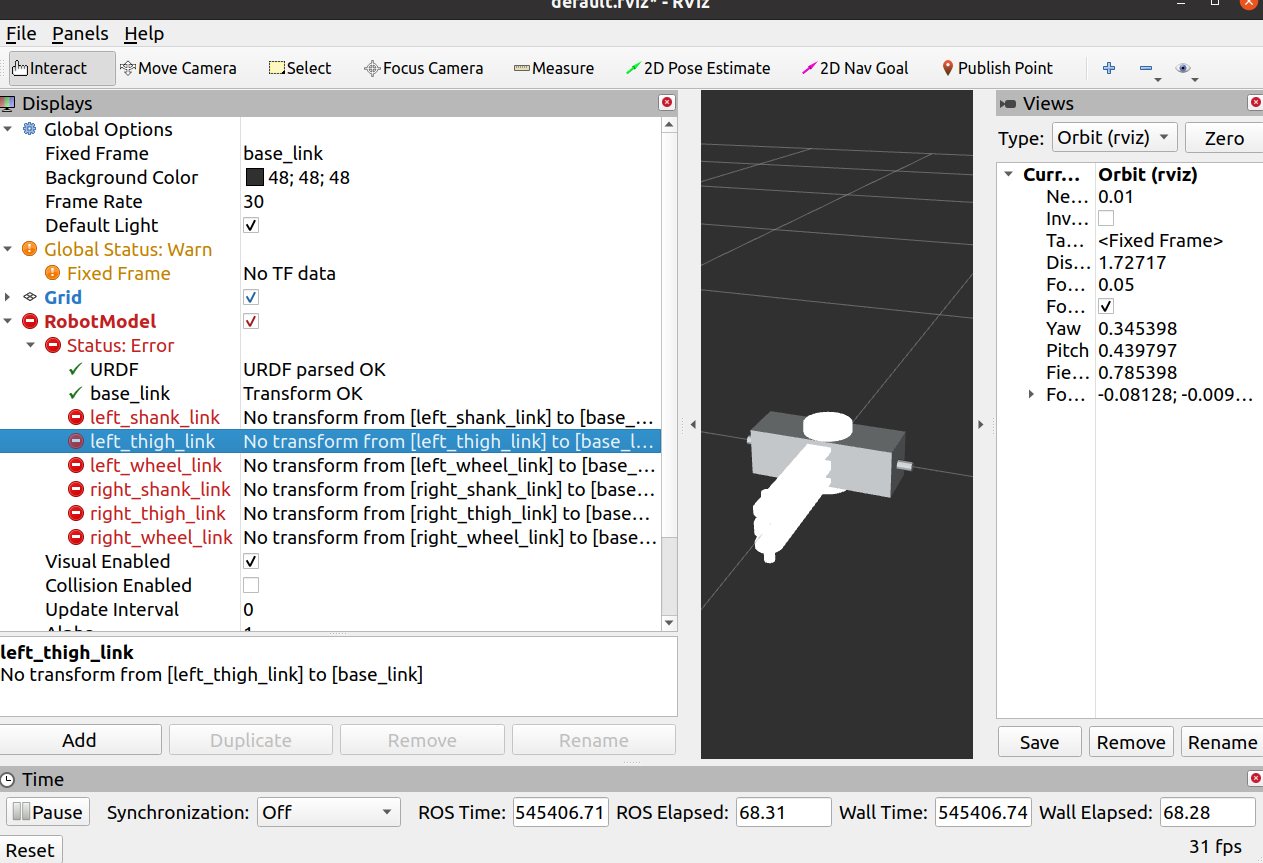 default.rviz* - RViz
File Panels Help
Interact Move Camera Select Focus Camera Measure 2D Pose Estimate 2D Nav Goal Publish Point
Displays
Global Options
Fixed Frame base_link
Background Color 48; 48; 48
Frame Rate 30
Default Light
Global Status: Warn
Fixed Frame No TF data
Grid
RobotModel
Status: Error
URDF URDF parsed OK
base_link Transform OK
left_shank_link No transform from [left_shank_link] to [base_...
left_thigh_link No transform from [left_thigh_link] to [base_l...
left_wheel_link No transform from [left_wheel_link] to [base_...
right_shank_link No transform from [right_shank_link] to [base...
right_thigh_link No transform from [right_thigh_link] to [base...
right_wheel_link No transform from [right_wheel_link] to [base...
Visual Enabled
Collision Enabled
Update Interval 0
left_thigh_link
No transform from [left_thigh_link] to [base_link]
Add Duplicate Remove Rename
Views
Type: Orbit (rviz) Zero
Curr... Orbit (rviz)
Ne... 0.01
Inv...
Ta... <Fixed Frame>
Dis... 1.72717
Fo... 0.05
Fo...
Yaw 0.345398
Pitch 0.439797
Fie... 0.785398
Fo... -0.08128; -0.009...
Save Remove Rename
Time
Pause Synchronization: Off ROS Time: 545406.71 ROS Elapsed: 68.31 Wall Time: 545406.74 Wall Elapsed: 68.28
Reset 31 fps